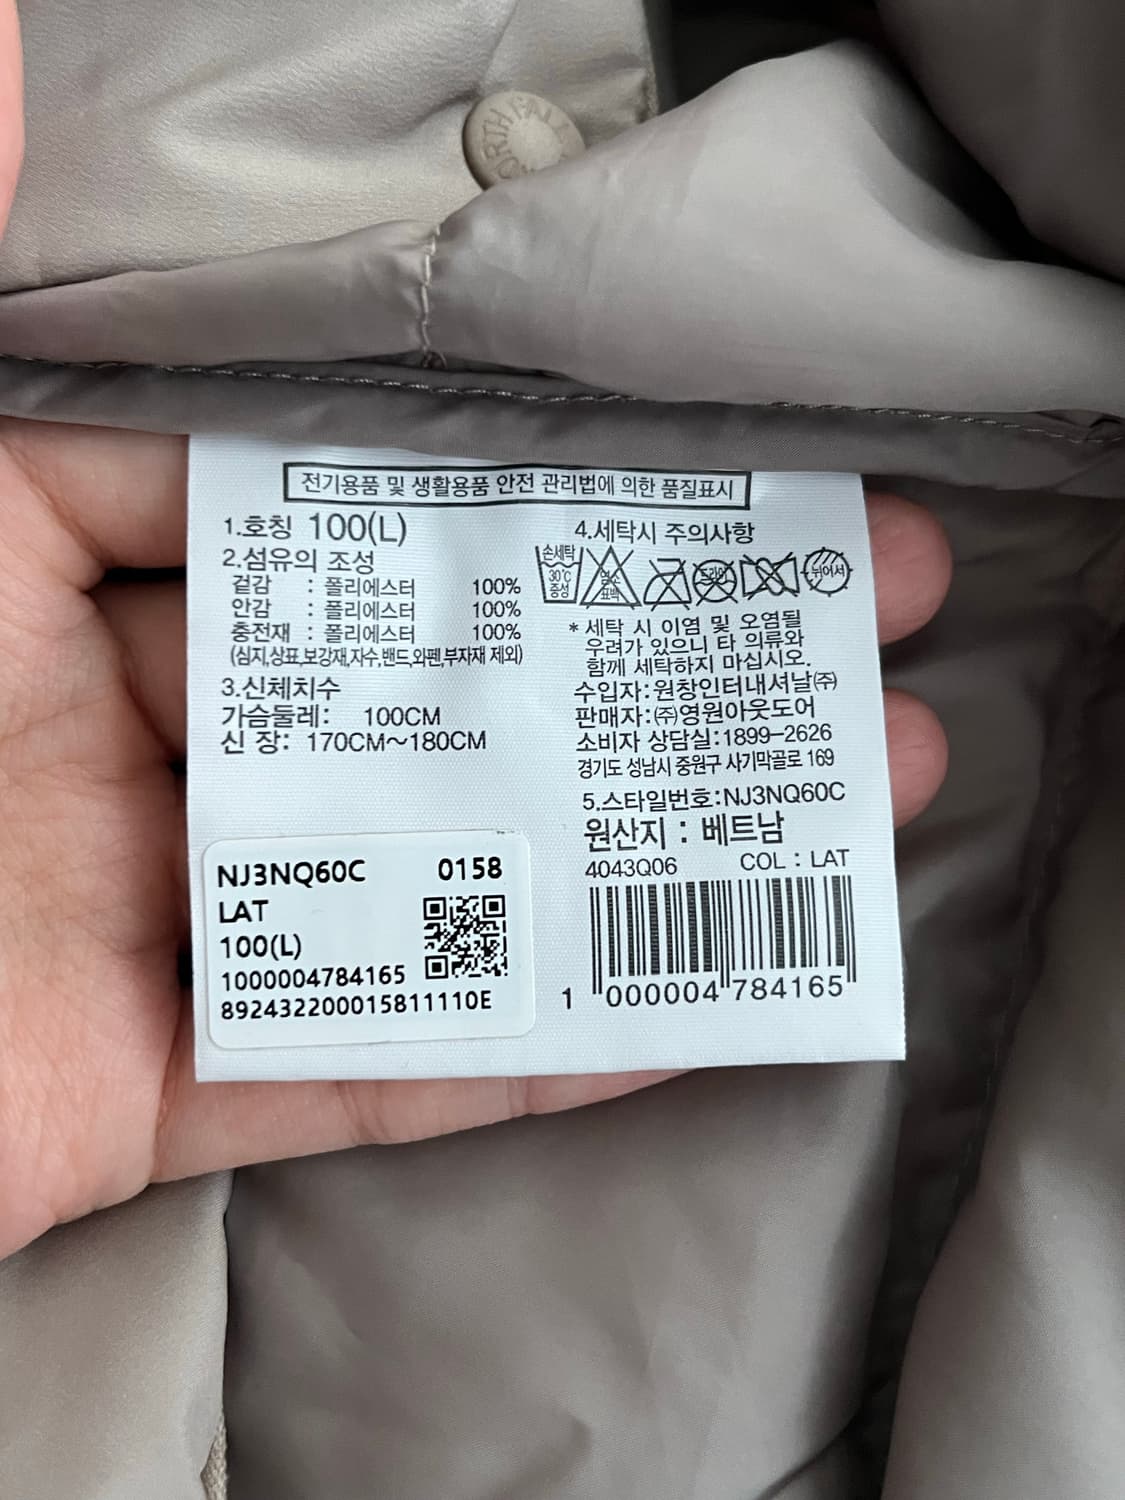 전기용품 및 생활용품 안전 관리법에 의한 품질표시
1.호칭 100(L)
2.섬유의 조성
겉감 : 폴리에스터 100%
안감 : 폴리에스터 100%
충전재 : 폴리에스터 100%
(심지,상표,보강재,자수,밴드,와펜,부자재 제외)
3.신체치수
가슴둘레: 100CM
신 장: 170CM~180CM
4.세탁시 주의사항
손세탁
30℃
중성
염소
표백
드라이
뉘어서
* 세탁 시 이염 및 오염될
우려가 있으니 타 의류와
함께 세탁하지 마십시오.
수입자:원창인터내셔날㈜
판매자:㈜영원아웃도어
소비자 상담실:1899-2626
경기도 성남시 중원구 사기막골로 169
5.스타일번호:NJ3NQ60C
원산지 : 베트남
4043Q06 COL : LAT
1 000004 784165
NJ3NQ60C 0158
LAT
100(L)
1000004784165
892432200015811110E